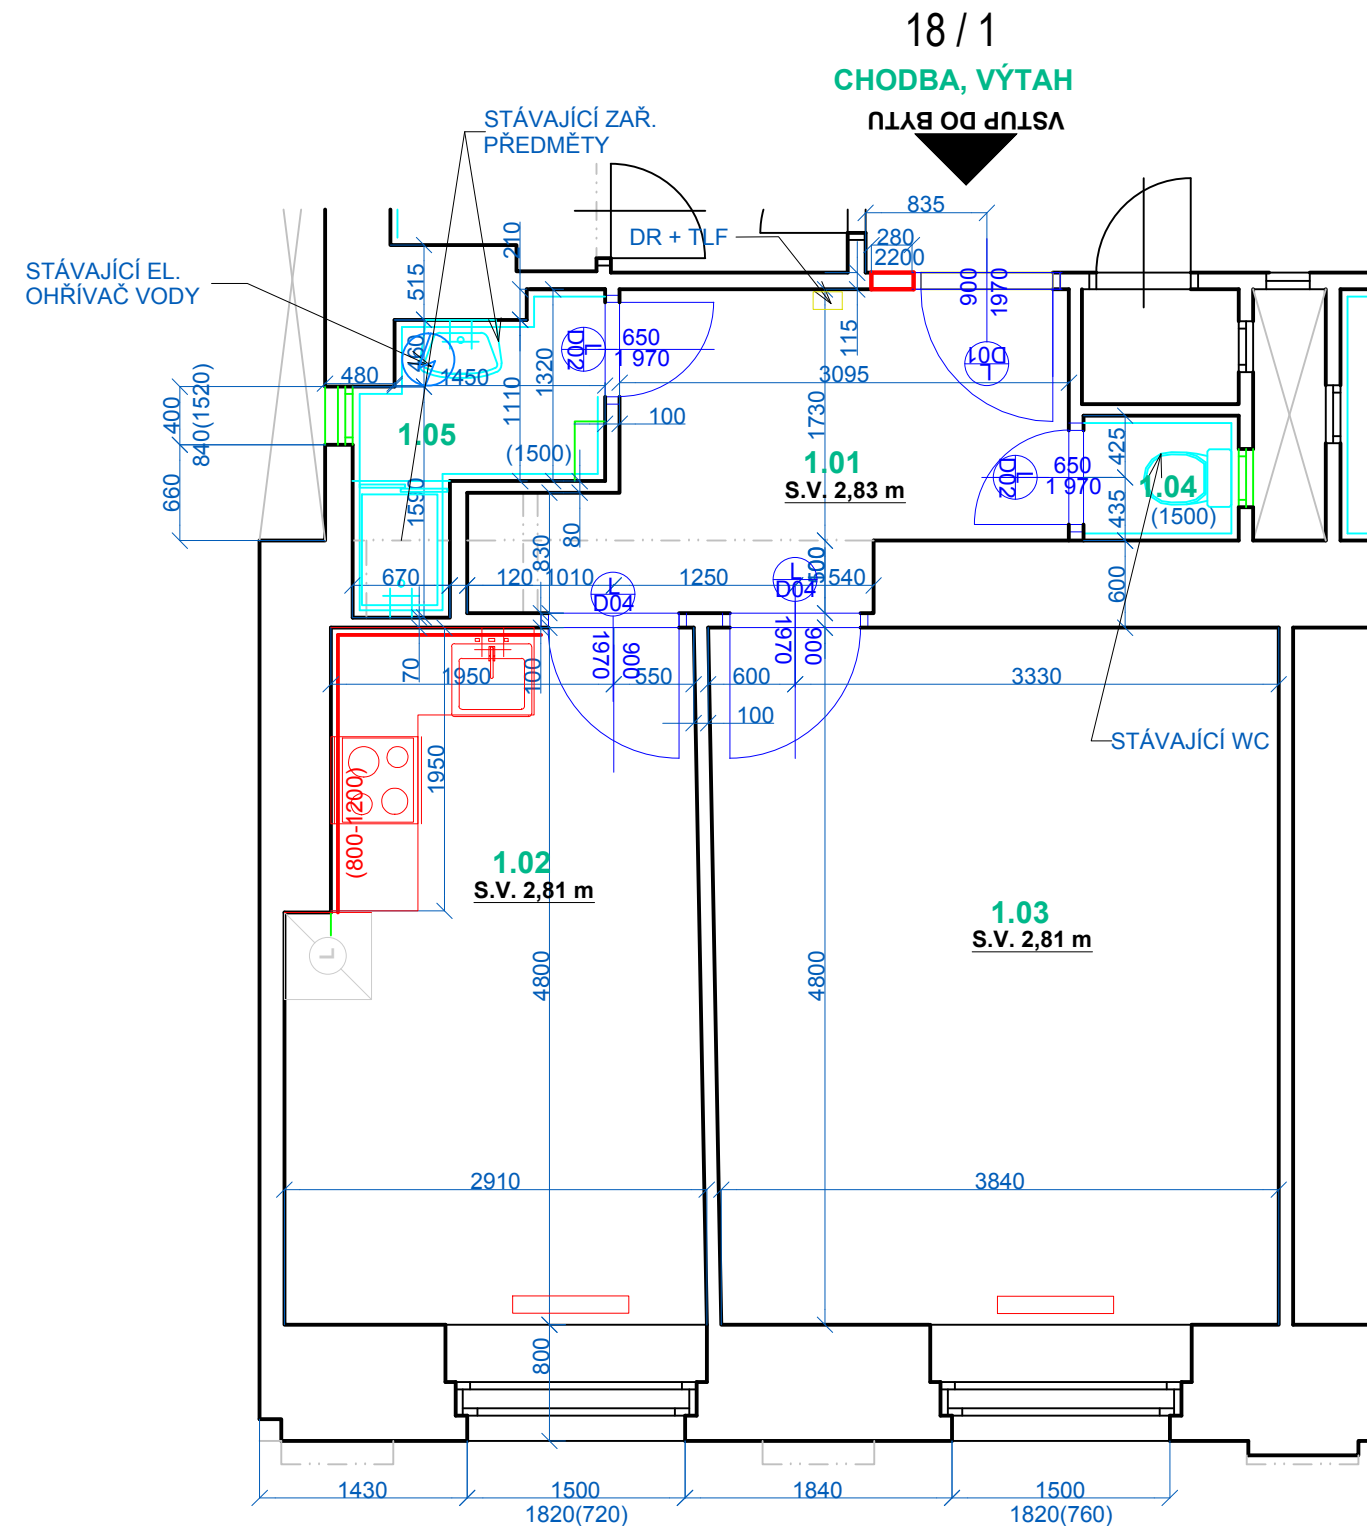 18 / 1
CHODBA, VÝTAH
VSTUP DO BYTU
STÁVAJÍCÍ ZAŘ.
PŘEDMĚTY
835
DR + TLF
280
2200
210
STÁVAJÍCÍ EL.
OHŘÍVAČ VODY
515
900
1970
L
D01
115
650
1 970
L
D02
460
1320
480
1450
1110
3095
1730
400
840(1520)
660
100
1.05
(1500)
1.01
S.V. 2,83 m
650
1 970
L
D02
425
435
1.04
(1500)
1590
80
830
500
670
120
1010
1250
540
600
L
D04
L
D04
1970
900
1970
900
70
1950
100
550
600
3330
100
STÁVAJÍCÍ WC
1950
(800-1200)
1.02
S.V. 2,81 m
1.03
S.V. 2,81 m
L
4800
4800
2910
3840
800
1430
1500
1820(720)
1840
1500
1820(760)